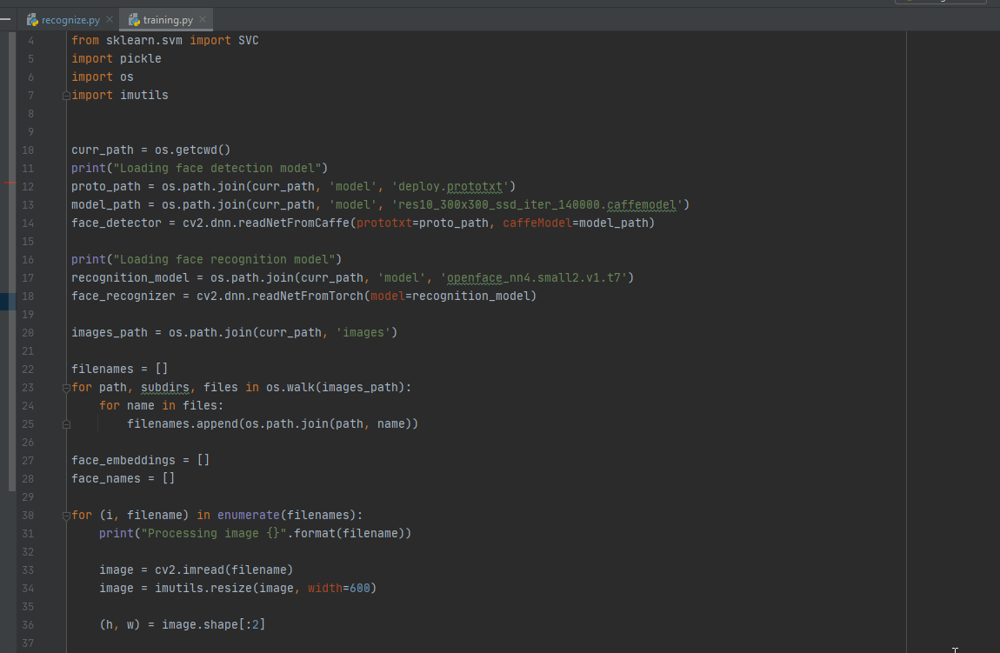 recognize.py training.py
4 from sklearn.svm import SVC
5 import pickle
6 import os
7 import imutils
8
9
10 curr_path = os.getcwd()
11 print("Loading face detection model")
12 proto_path = os.path.join(curr_path, 'model', 'deploy.prototxt')
13 model_path = os.path.join(curr_path, 'model', 'res10_300x300_ssd_iter_140000.caffemodel')
14 face_detector = cv2.dnn.readNetFromCaffe(prototxt=proto_path, caffeModel=model_path)
15
16 print("Loading face recognition model")
17 recognition_model = os.path.join(curr_path, 'model', 'openface_nn4.small2.v1.t7')
18 face_recognizer = cv2.dnn.readNetFromTorch(model=recognition_model)
19
20 images_path = os.path.join(curr_path, 'images')
21
22 filenames = []
23 for path, subdirs, files in os.walk(images_path):
24     for name in files:
25         filenames.append(os.path.join(path, name))
26
27 face_embeddings = []
28 face_names = []
29
30 for (i, filename) in enumerate(filenames):
31     print("Processing image {}".format(filename))
32
33     image = cv2.imread(filename)
34     image = imutils.resize(image, width=600)
35
36     (h, w) = image.shape[:2]
37